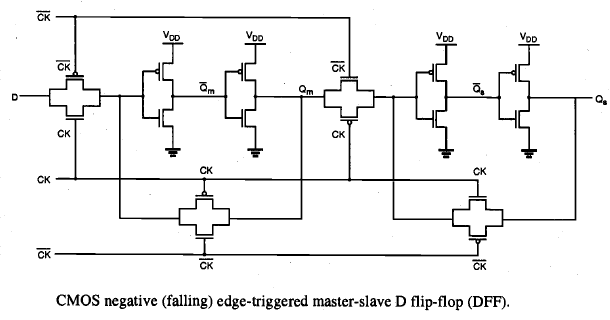 CK
VDD VDD VDD VDD
CK CK
D Qm Qm Qs Qs
CK CK
CK CK CK
CK CK CK
CMOS negative (falling) edge-triggered master-slave D flip-flop (DFF).